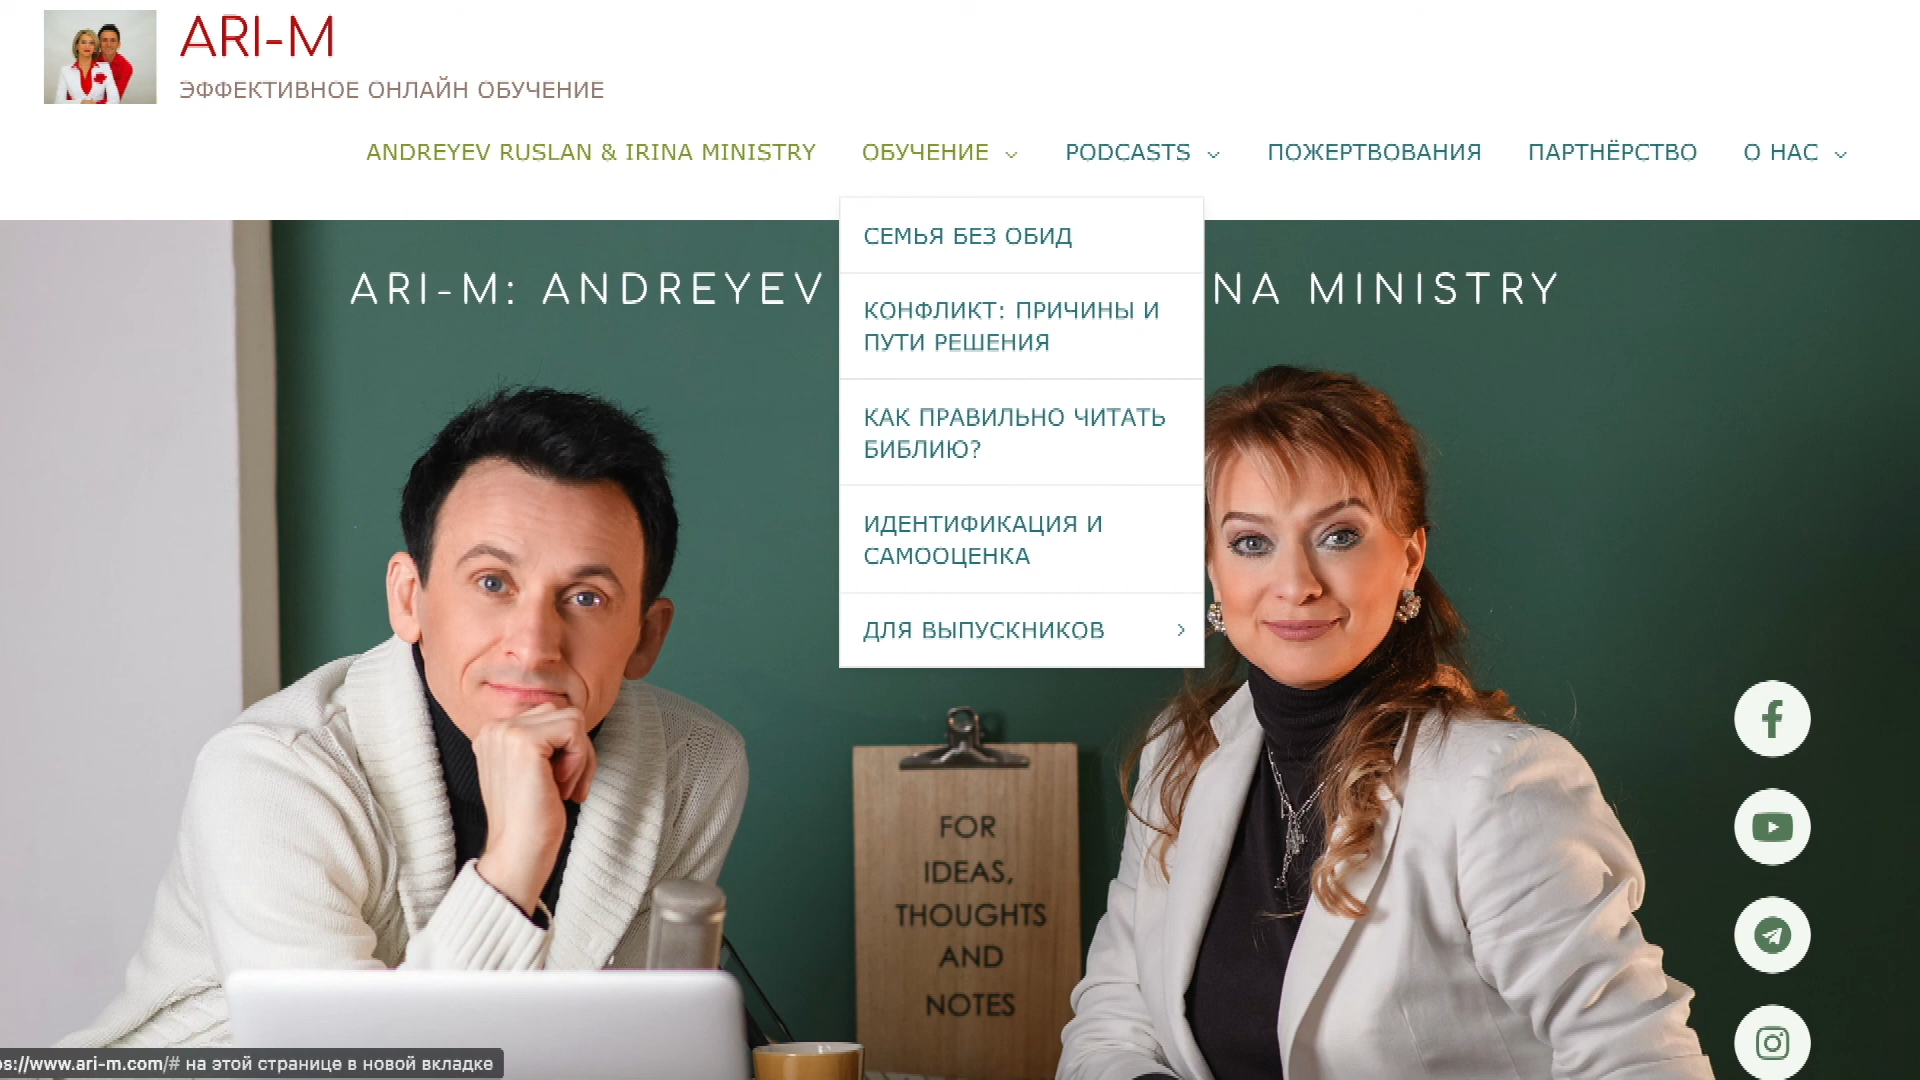 ARI-M
ЭФФЕКТИВНОЕ ОНЛАЙН ОБУЧЕНИЕ
ANDREYEV RUSLAN & IRINA MINISTRY ОБУЧЕНИЕ PODCASTS ПОЖЕРТВОВАНИЯ ПАРТНЁРСТВО О НАС
СЕМЬЯ БЕЗ ОБИД
ARI-M: ANDREYEV NA MINISTRY
КОНФЛИКТ: ПРИЧИНЫ И
ПУТИ РЕШЕНИЯ
КАК ПРАВИЛЬНО ЧИТАТЬ
БИБЛИЮ?
ИДЕНТИФИКАЦИЯ И
САМООЦЕНКА
ДЛЯ ВЫПУСКНИКОВ
FOR
IDEAS,
THOUGHTS
AND
NOTES
ps://www.ari-m.com/# на этой странице в новой вкладке